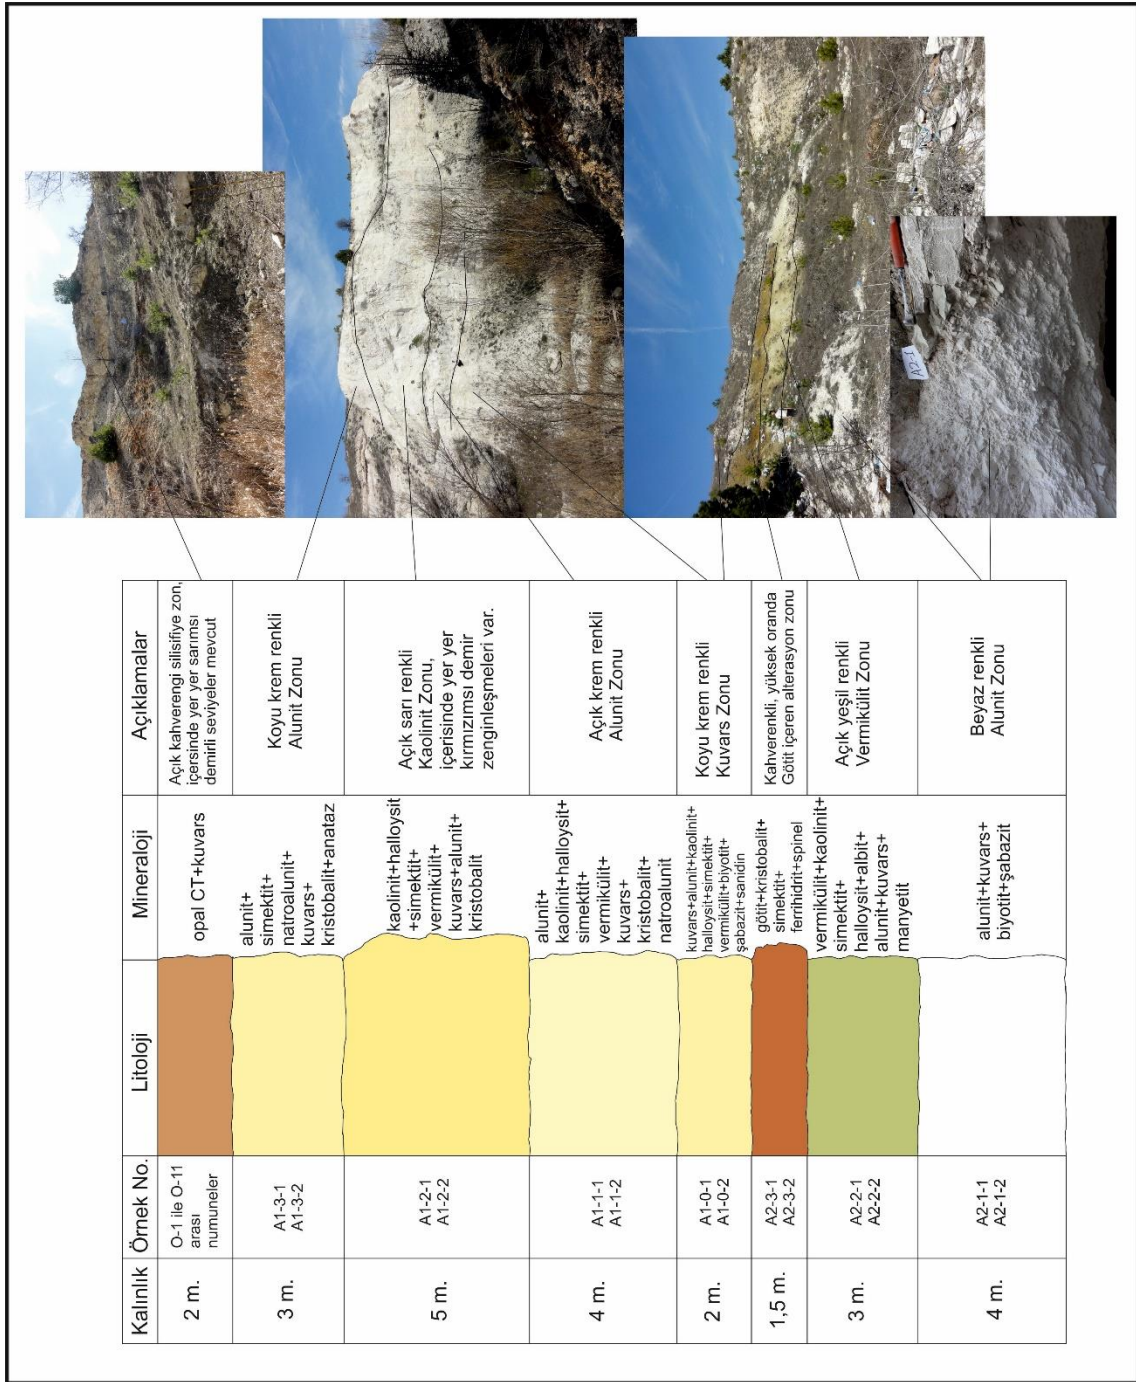 Açıklamalar
Açık kahverengi silisifiye zon,
içersinde yer yer sarımsı
demirli seviyeler mevcut
Koyu krem renkli
Alunit Zonu
Açık sarı renkli
Kaolinit Zonu,
içerisinde yer yer
kırmızımsı demir
zenginleşmeleri var.
Açık krem renkli
Alunit Zonu
Koyu krem renkli
Kuvars Zonu
Kahverenkli, yüksek oranda
Götit içeren alterasyon zonu
Açık yeşil renkli
Vermikülit Zonu
Beyaz renkli
Alunit Zonu
Mineraloji
opal CT+kuvars
alunit+
simektit+
natroalunit+
kuvars+
kristobalit+anataz
kaolinit+halloysit
+simektit+
vermikülit+
kuvars+alunit+
kristobalit
alunit+
kaolinit+halloysit+
simektit+
vermikülit+
kuvars+
kristobalit+
natroalunit
kuvars+alunit+kaolinit+
halloysit+simektit+
vermikülit+biyotit+
şabazit+sanidin
götit+kristobalit+
simektit+
ferrihidrit+spinel
vermikülit+kaolinit+
simektit+
halloysit+albit+
alunit+kuvars+
manyetit
alunit+kuvars+
biyotit+şabazit
Litoloji
Örnek No.
O-1 ile O-11
arası
numuneler
A1-3-1
A1-3-2
A1-2-1
A1-2-2
A1-1-1
A1-1-2
A1-0-1
A1-0-2
A2-3-1
A2-3-2
A2-2-1
A2-2-2
A2-1-1
A2-1-2
Kalınlık
2 m.
3 m.
5 m.
4 m.
2 m.
1,5 m.
3 m.
4 m.
A2-1